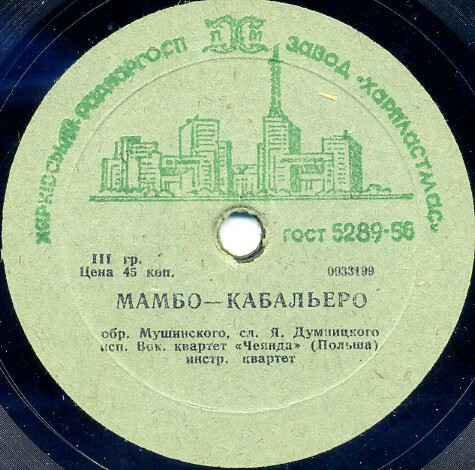 ХАРКІВСЬКИЙ РАДНАРГОСП ПМ ЗАВОД «ХАРПЛАСТМАС»
ГОСТ 5289-56
III гр.
Цена 45 коп. 0033199
МАМБО—КАБАЛЬЕРО
обр. Мушинского, сл. Я. Думницкого
исп. Вок. квартет «Чеянда» (Польша)
инстр. квартет